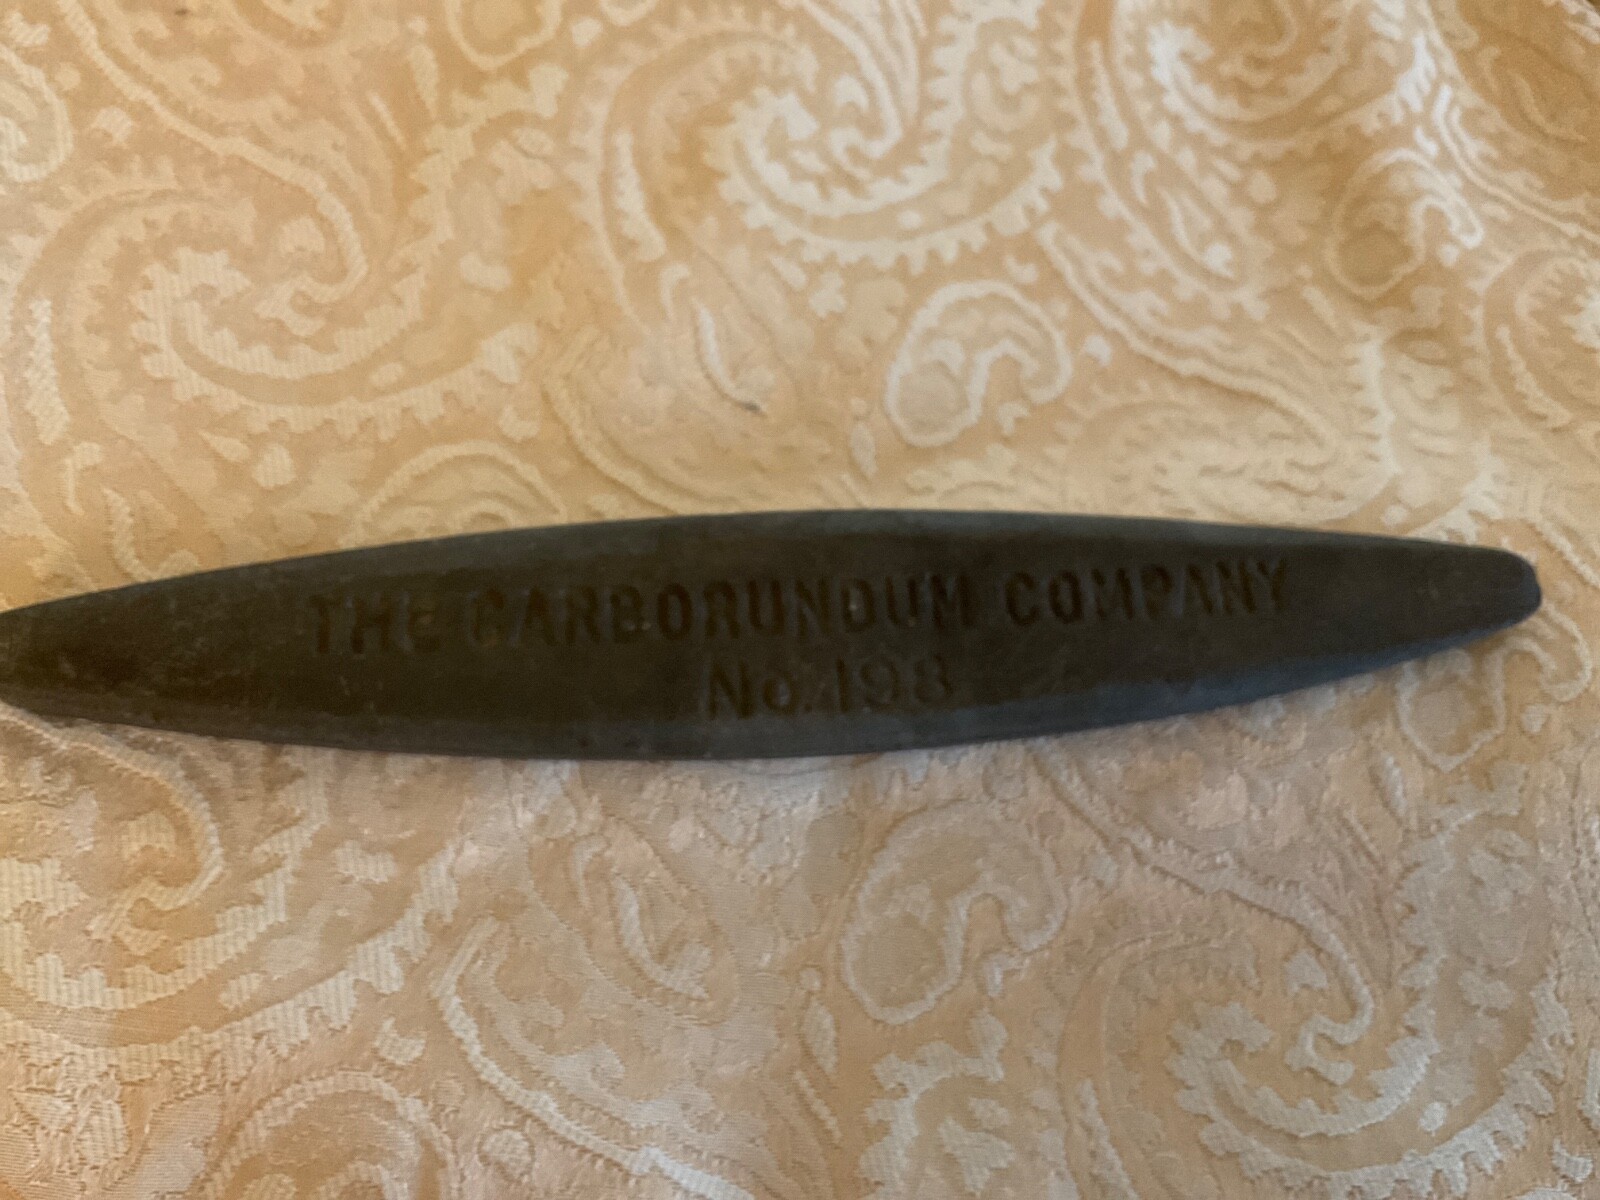 THE CARBORUNDUM COMPANY
No. 198